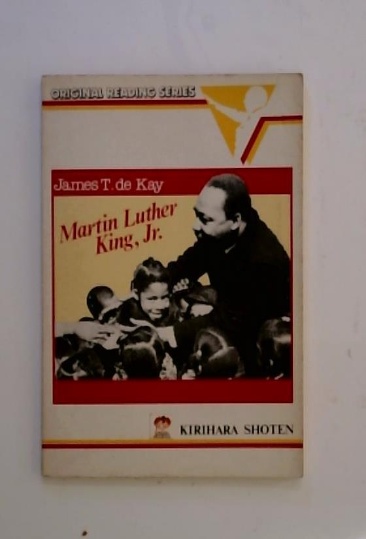 ORIGINAL READING SERIES
James T. de Kay
Martin Luther
King, Jr.
KIRIHARA SHOTEN